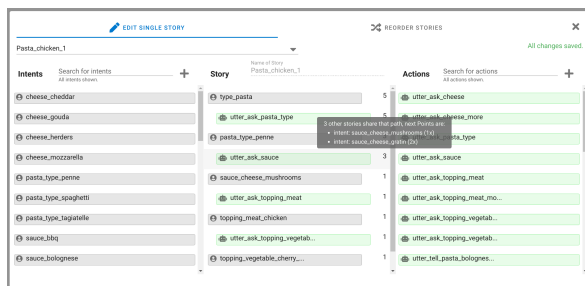 EDIT SINGLE STORY
REORDER STORIES
Pasta_chicken_1
All changes saved.
Intents
Search for intents
All intents shown.
Story
Name of Story
Pasta_chicken_1
Actions
Search for actions
All actions shown.
cheese_cheddar
type_pasta
5
utter_ask_cheese
cheese_gouda
utter_ask_pasta_type
5
utter_ask_cheese_more
3 other stories share that path, next Points are:
intent: sauce_cheese_mushrooms (1x)
intent: sauce_cheese_gratin (2x)
cheese_herders
pasta_type_penne
cheese_mozzarella
utter_ask_sauce
3
utter_ask_sauce
pasta_type_penne
sauce_cheese_mushrooms
1
utter_ask_topping_meat
pasta_type_spaghetti
utter_ask_topping_meat
1
utter_ask_topping_meat_mo...
pasta_type_tagiatelle
topping_meat_chicken
1
utter_ask_topping_vegetab...
sauce_bbq
utter_ask_topping_vegetab...
1
utter_ask_topping_vegetab...
sauce_bolognese
topping_vegetable_cherry_...
1
utter_tell_pasta_bolognes...